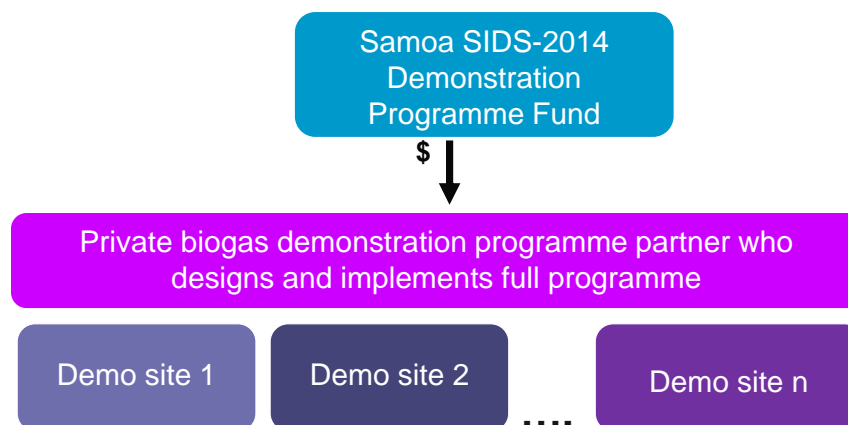 Samoa SIDS-2014
Demonstration
Programme Fund
$
Private biogas demonstration programme partner who
designs and implements full programme
Demo site 1
Demo site 2
....
Demo site n